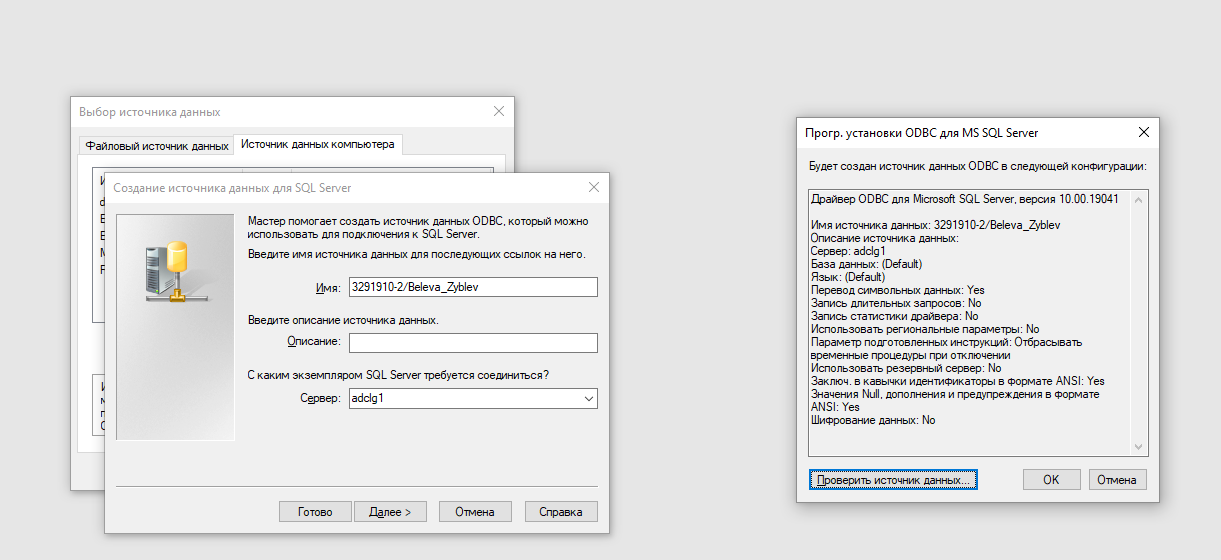 Выбор источника данных
Файловый источник данных
Источник данных компьютера
Создание источника данных для SQL Server
Мастер помогает создать источник данных ODBC, который можно
использовать для подключения к SQL Server.
Введите имя источника данных для последующих ссылок на него.
Имя: 3291910-2/Beleva_Zyblev
Введите описание источника данных.
Описание:
С каким экземпляром SQL Server требуется соединиться?
Сервер: adclg1
Готово
Далее >
Отмена
Справка
Прогр. установки ODBC для MS SQL Server
Будет создан источник данных ODBC в следующей конфигурации:
Драйвер ODBC для Microsoft SQL Server, версия 10.00.19041
Имя источника данных: 3291910-2/Beleva_Zyblev
Описание источника данных:
Сервер: adclg1
База данных: (Default)
Язык: (Default)
Перевод символьных данных: Yes
Запись длительных запросов: No
Запись статистики драйвера: No
Использовать региональные параметры: No
Параметр подготовленных инструкций: Отбрасывать
временные процедуры при отключении
Использовать резервный сервер: No
Заключ. в кавычки идентификаторы в формате ANSI: Yes
Значения Null, дополнения и предупреждения в формате
ANSI: Yes
Шифрование данных: No
Проверить источник данных...
OK
Отмена